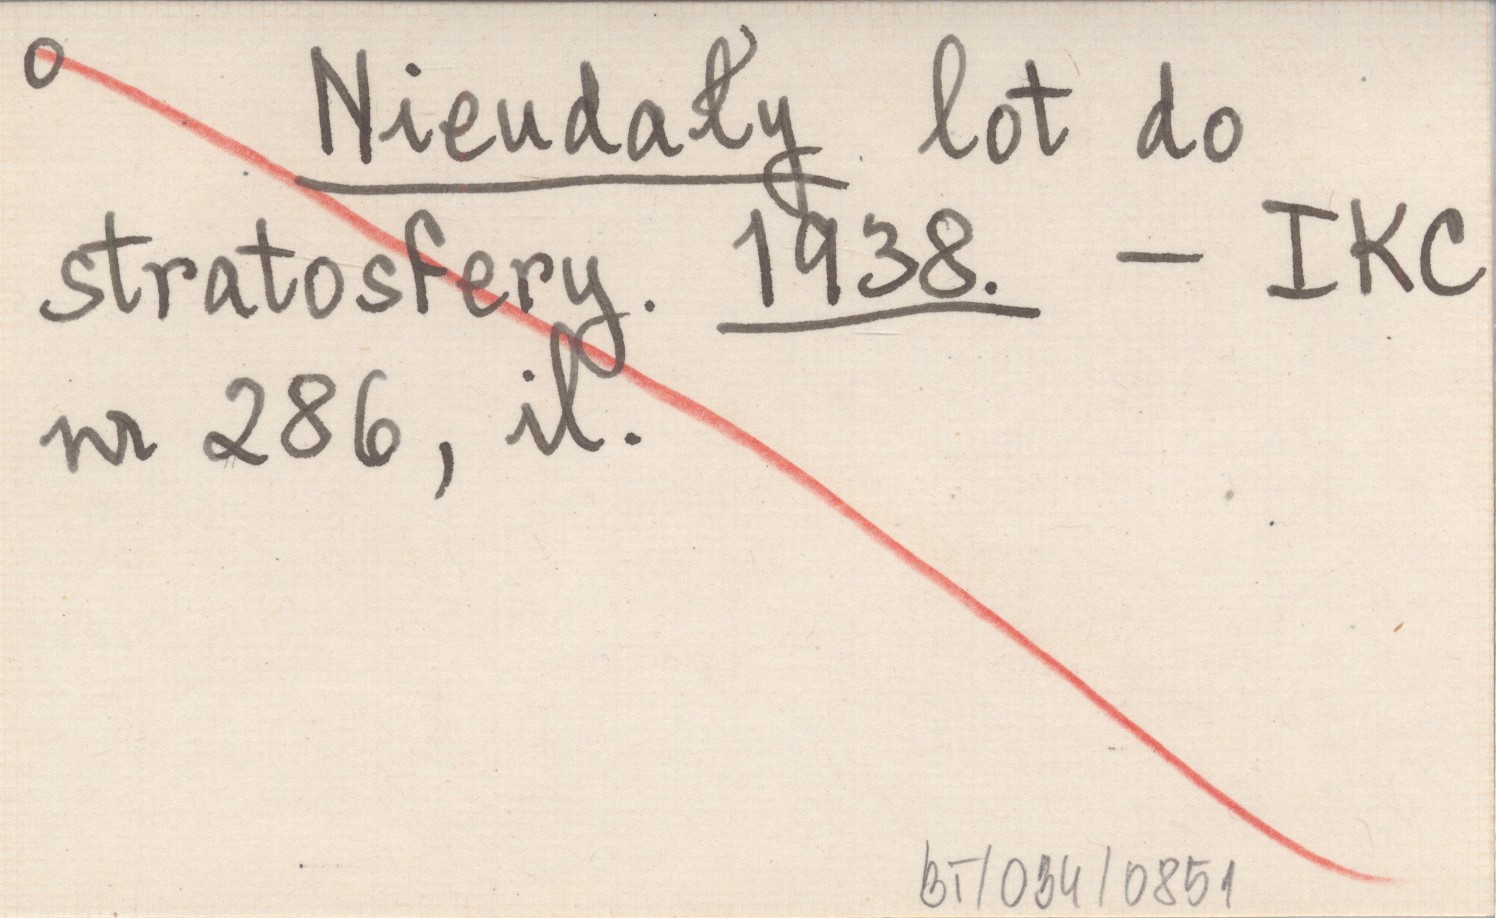 o Nieudały lot do
stratosfery. 1938. – IKC
nr 286, il.
BT/034/0851